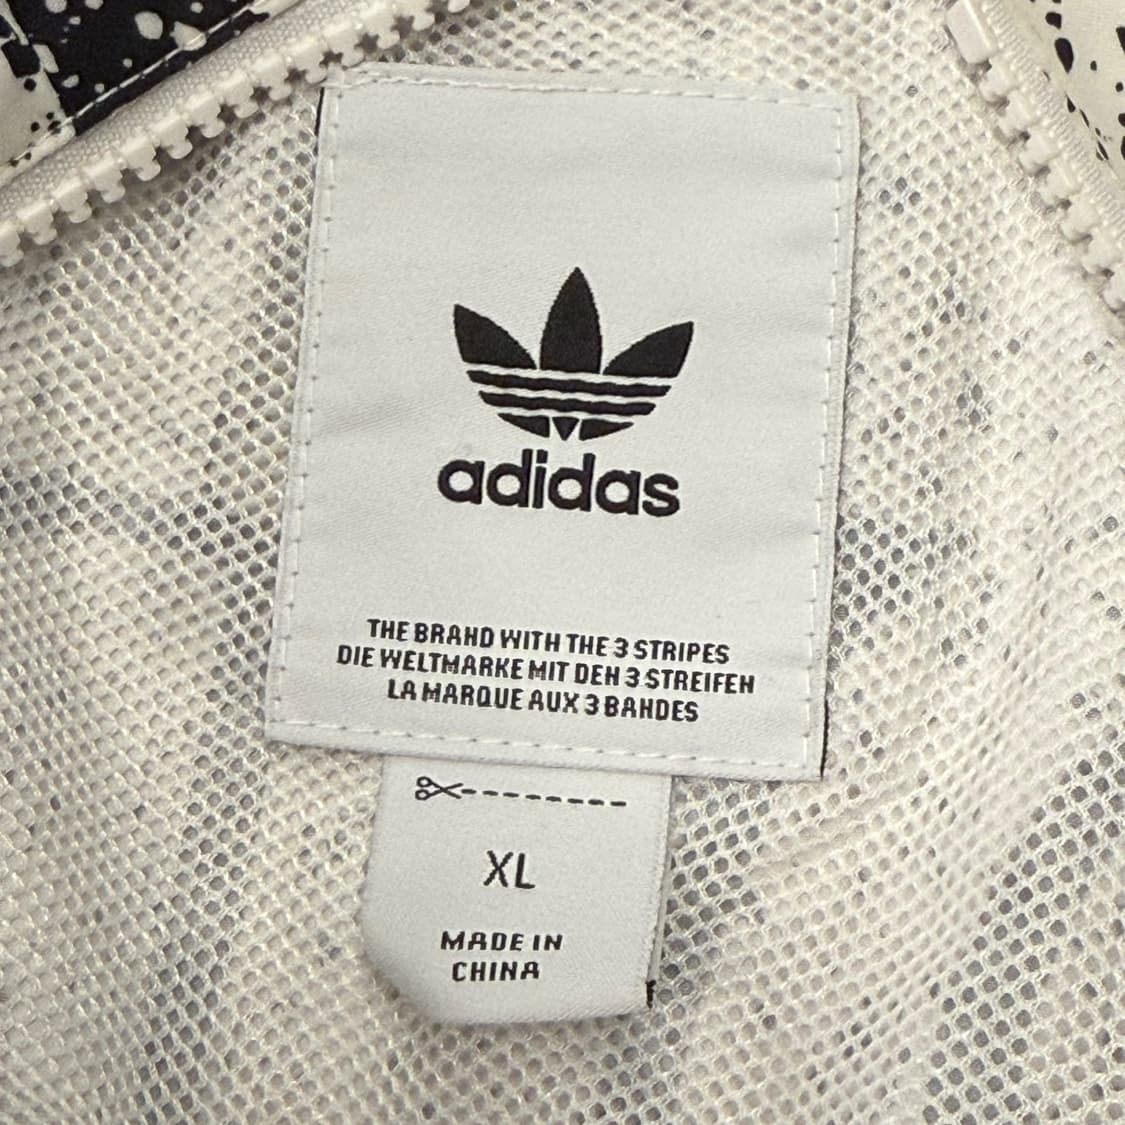 adidas
THE BRAND WITH THE 3 STRIPES
DIE WELTMARKE MIT DEN 3 STREIFEN
LA MARQUE AUX 3 BANDES
XL
MADE IN
CHINA